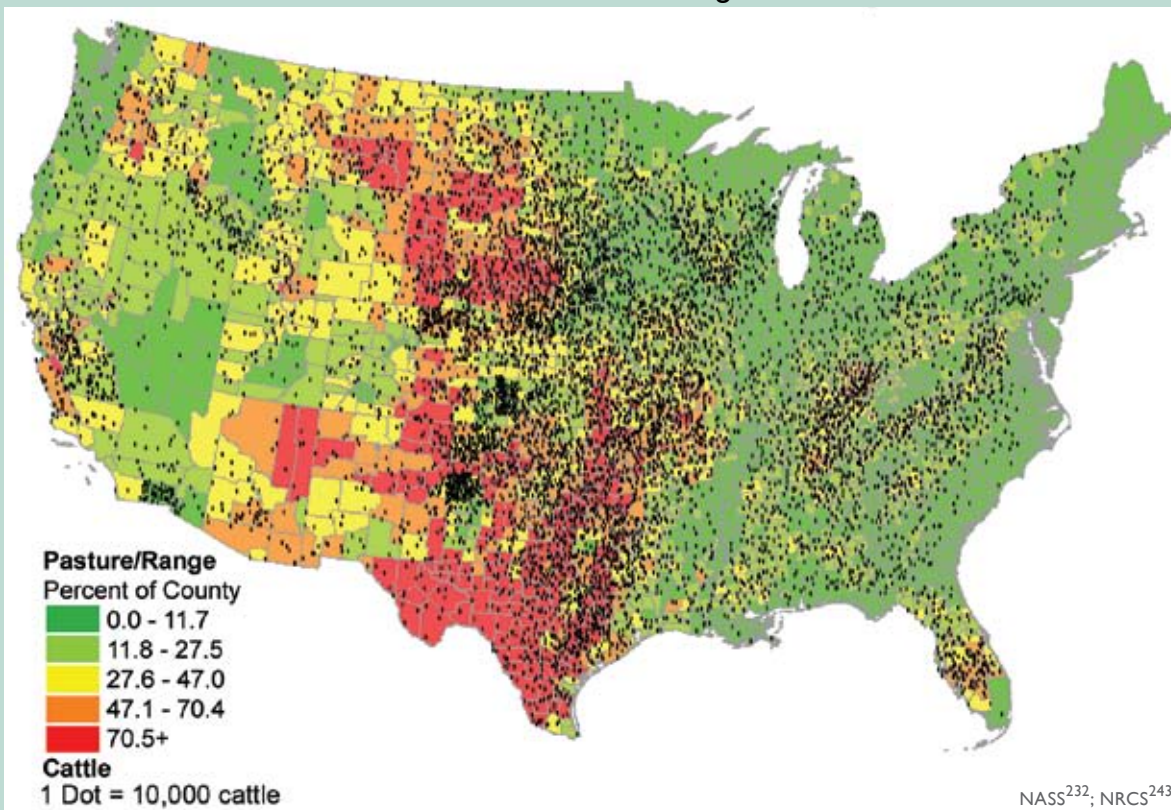 Pasture/Range
Percent of County
0.0 - 11.7
11.8 - 27.5
27.6 - 47.0
47.1 - 70.4
70.5+
Cattle
1 Dot = 10,000 cattle
NASS232; NRCS243